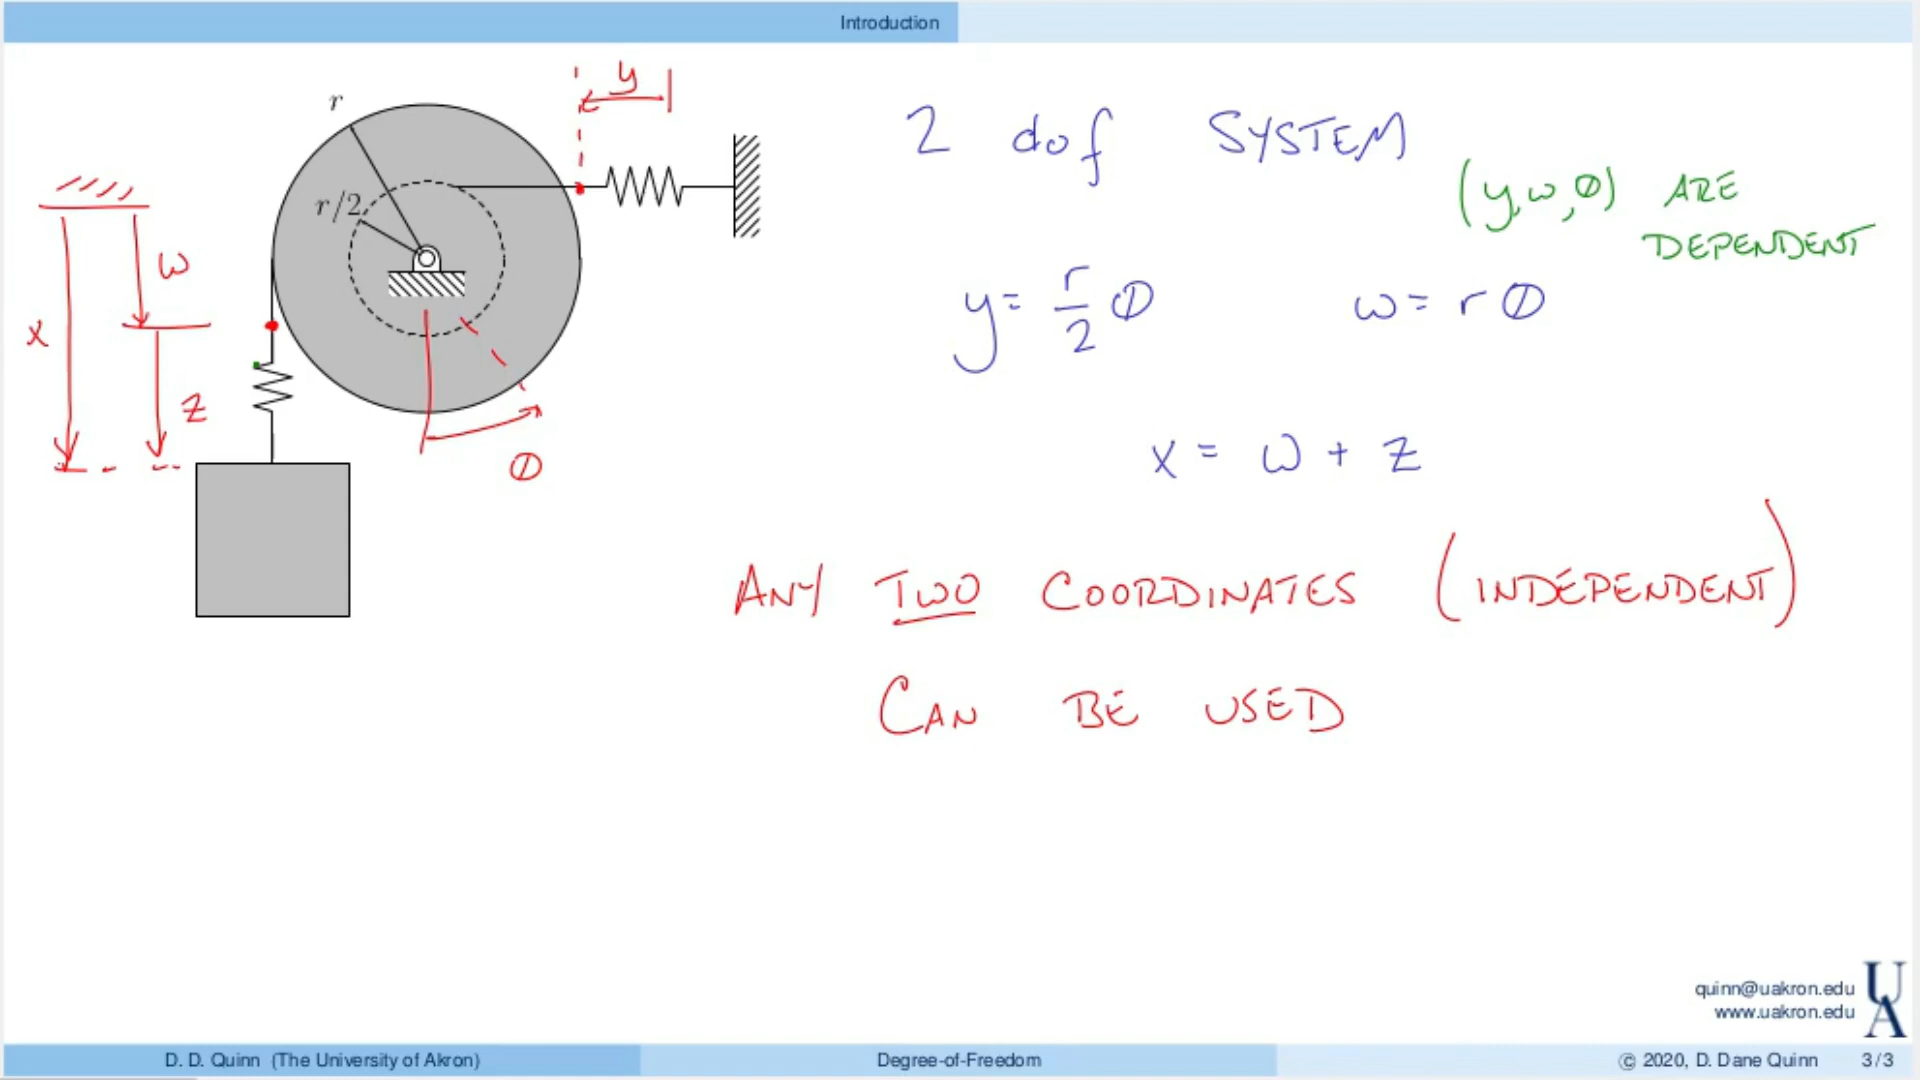 Introduction
r
r/2
y
w
x
z
θ
2 dof SYSTEM
(y,w,θ) ARE
DEPENDENT
y = r/2 θ
w = r θ
x = w + z
ANY TWO COORDINATES (INDEPENDENT)
CAN BE USED
quinn@uakron.edu
www.uakron.edu
UA
D. D. Quinn (The University of Akron)
Degree-of-Freedom
© 2020, D. Dane Quinn
3/3